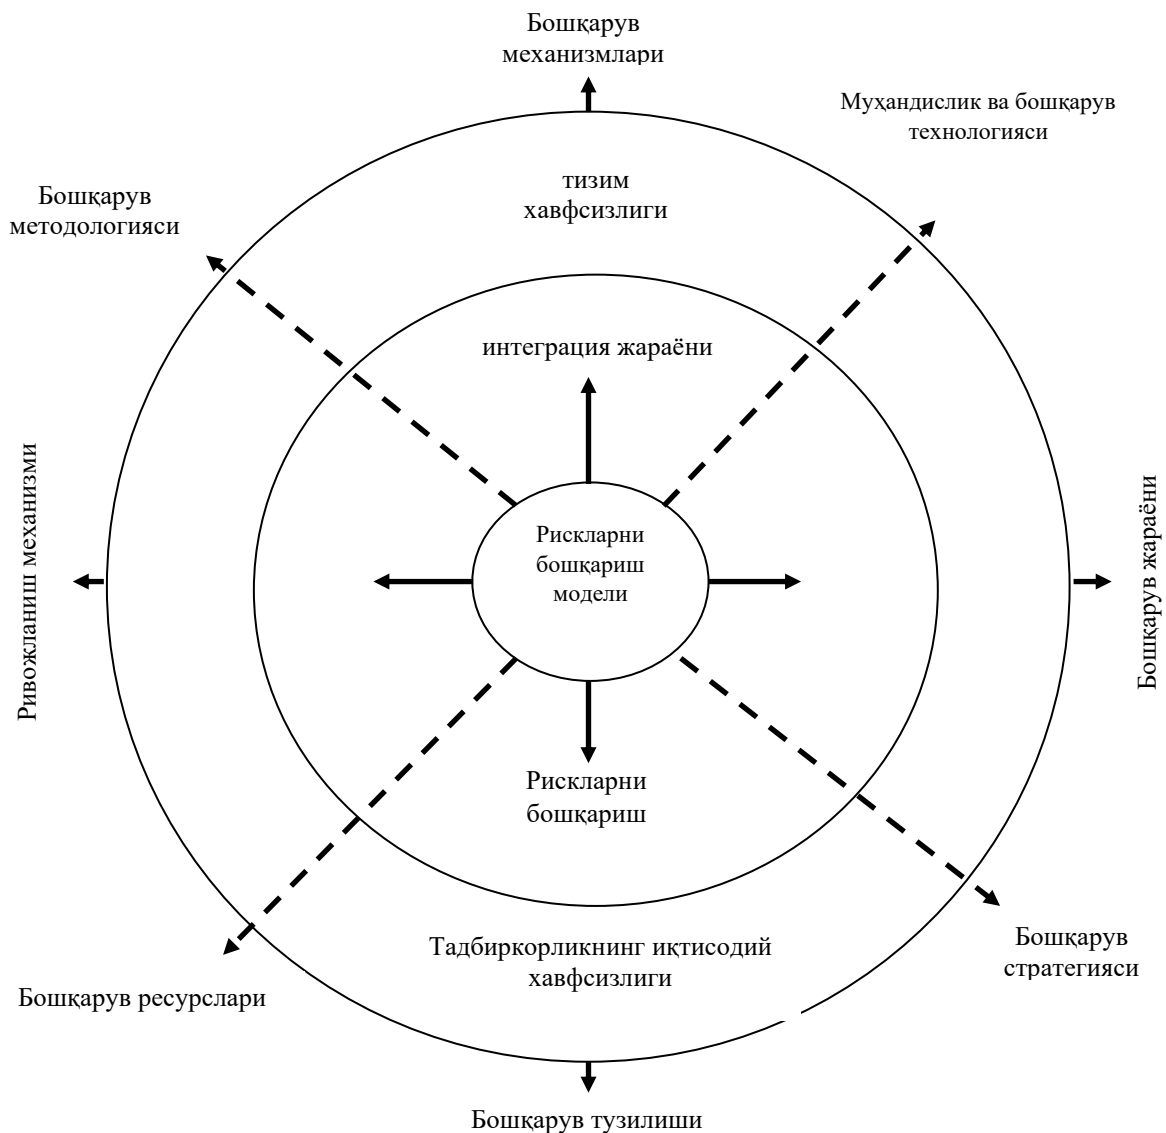 Бошқарув
механизмлари
Муҳандислик ва бошқарув
технологияси
тизим
хавфсизлиги
Бошқарув
методологияси
интеграция жараёни
Ривожланиш механизми
Рискларни
бошқариш
модели
Бошқарув жараёни
Рискларни
бошқариш
Тадбиркорликнинг иқтисодий
хавфсизлиги
Бошқарув
стратегияси
Бошқарув ресурслари
Бошқарув тузилиши